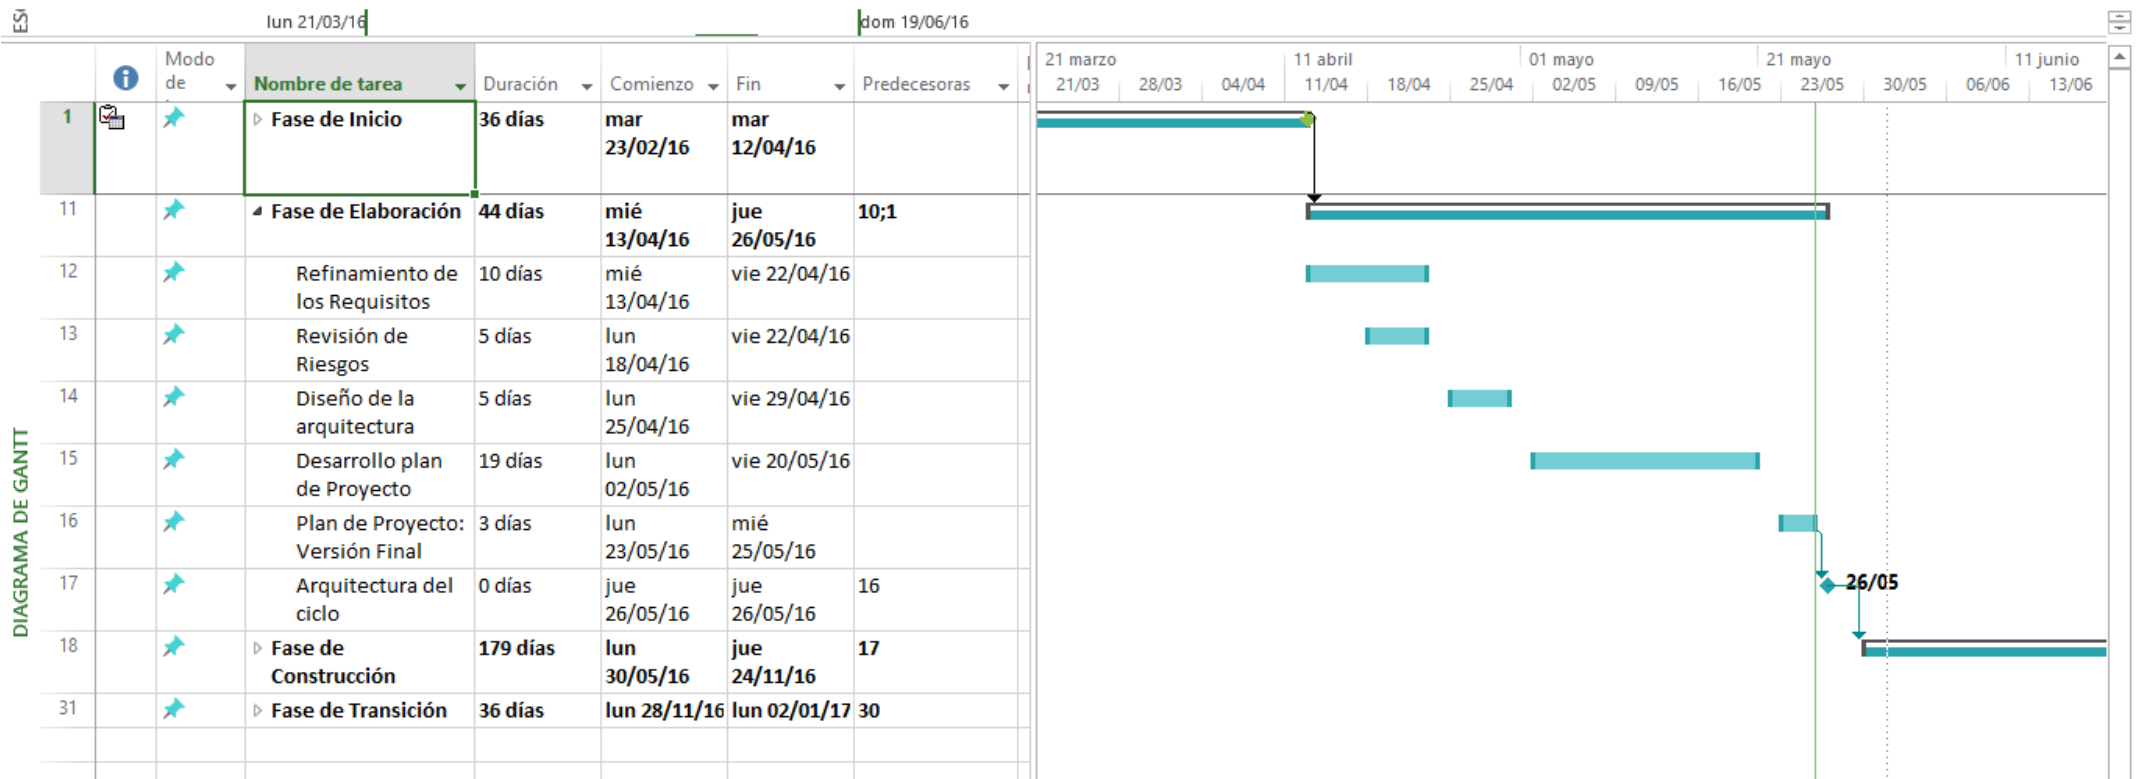 lun 21/03/16
dom 19/06/16
Modo de
Nombre de tarea
Duración
Comienzo
Fin
Predecesoras
21 marzo
11 abril
01 mayo
21 mayo
11 junio
21/03 28/03 04/04 11/04 18/04 25/04 02/05 09/05 16/05 23/05 30/05 06/06 13/06
1 Fase de Inicio 36 días mar mar
23/02/16 12/04/16
11 Fase de Elaboración 44 días mié jue 10;1
13/04/16 26/05/16
12 Refinamiento de 10 días mié vie 22/04/16
los Requisitos 13/04/16
13 Revisión de 5 días lun vie 22/04/16
Riesgos 18/04/16
14 Diseño de la 5 días lun vie 29/04/16
arquitectura 25/04/16
15 Desarrollo plan 19 días lun vie 20/05/16
de Proyecto 02/05/16
16 Plan de Proyecto: 3 días lun mié
Versión Final 23/05/16 25/05/16
17 Arquitectura del 0 días jue jue 16 26/05
ciclo 26/05/16 26/05/16
18 Fase de 179 días lun jue 17
Construcción 30/05/16 24/11/16
31 Fase de Transición 36 días lun 28/11/16 lun 02/01/17 30
DIAGRAMA DE GANTT